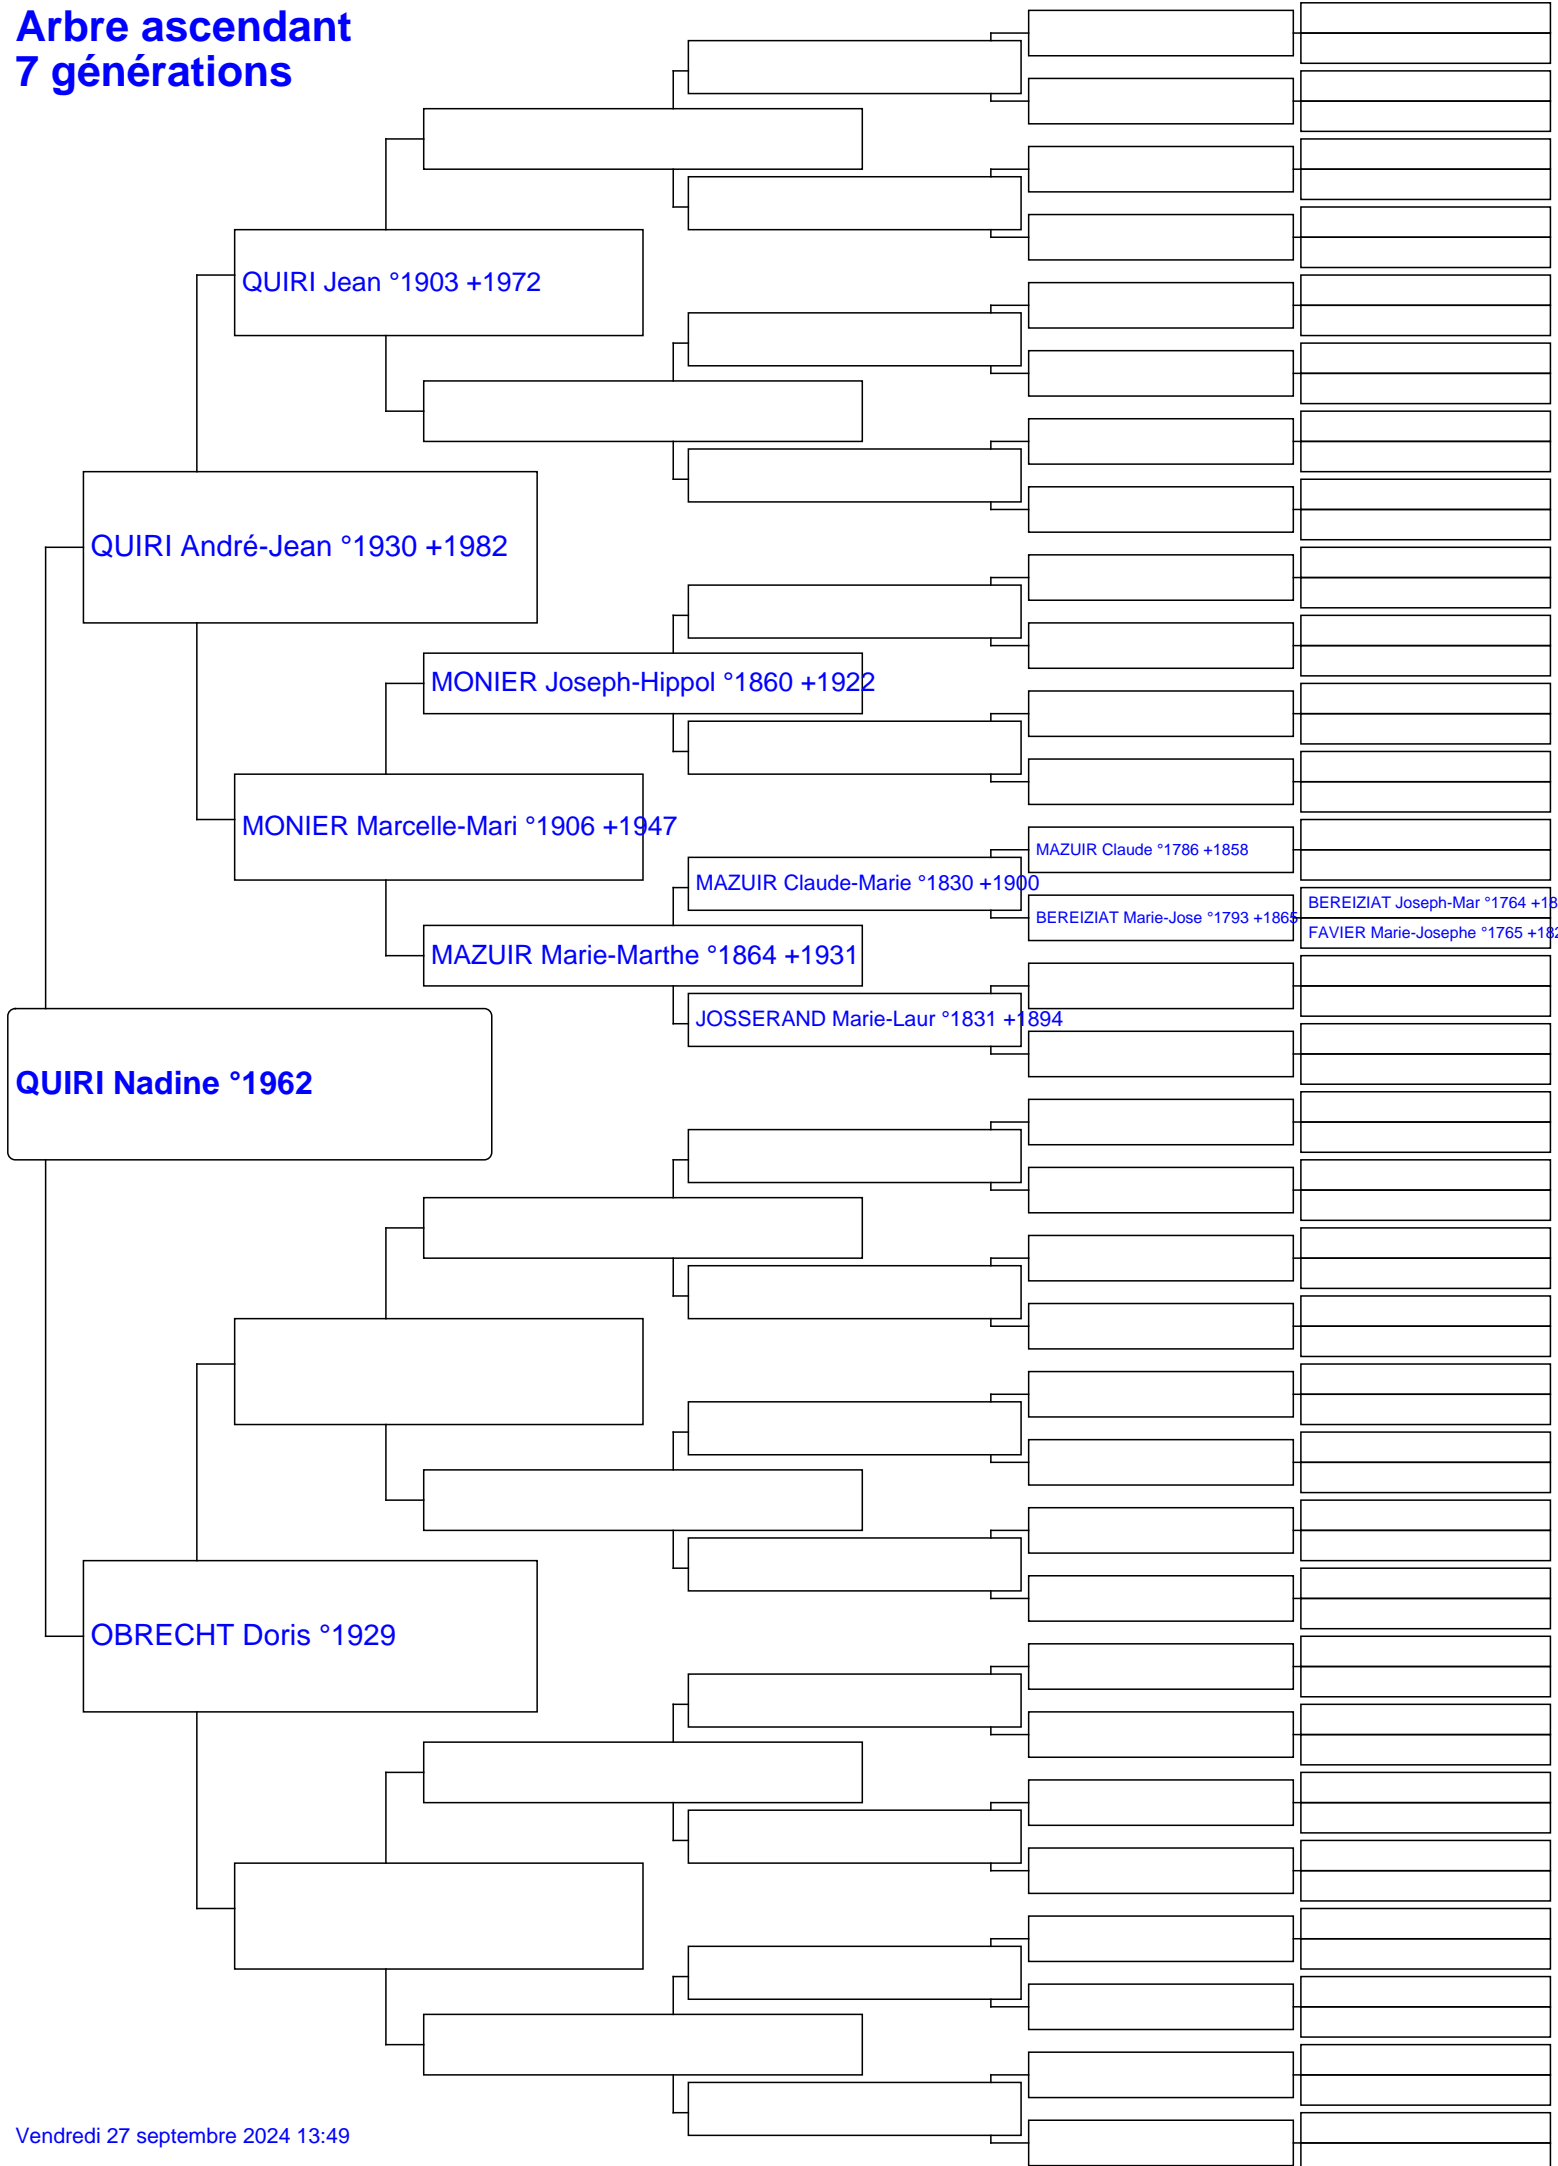 Arbre ascendant
7 générations
QUIRI Jean °1903 +1972
QUIRI André-Jean °1930 +1982
MONIER Joseph-Hippol °1860 +1922
MONIER Marcelle-Mari °1906 +1947
MAZUIR Claude °1786 +1858
MAZUIR Claude-Marie °1830 +1900
BEREIZIAT Marie-Jose °1793 +1865
BEREIZIAT Joseph-Mar °1764 +18
FAVIER Marie-Josephe °1765 +182
MAZUIR Marie-Marthe °1864 +1931
JOSSERAND Marie-Laur °1831 +1894
QUIRI Nadine °1962
OBRECHT Doris °1929
Vendredi 27 septembre 2024 13:49